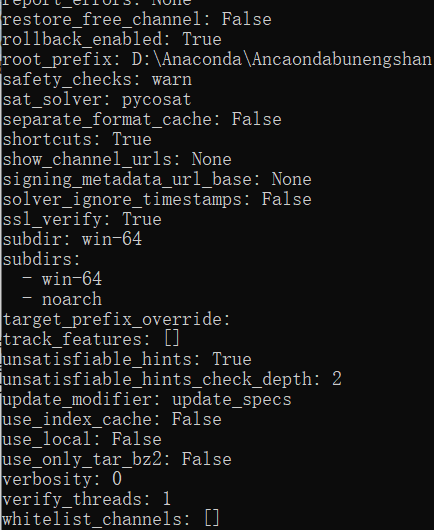 report_errors: None
restore_free_channel: False
rollback_enabled: True
root_prefix: D:\Anaconda\Ancaondabunengshan
safety_checks: warn
sat_solver: pycosat
separate_format_cache: False
shortcuts: True
show_channel_urls: None
signing_metadata_url_base: None
solver_ignore_timestamps: False
ssl_verify: True
subdir: win-64
subdirs:
  - win-64
  - noarch
target_prefix_override:
track_features: []
unsatisfiable_hints: True
unsatisfiable_hints_check_depth: 2
update_modifier: update_specs
use_index_cache: False
use_local: False
use_only_tar_bz2: False
verbosity: 0
verify_threads: 1
whitelist_channels: []